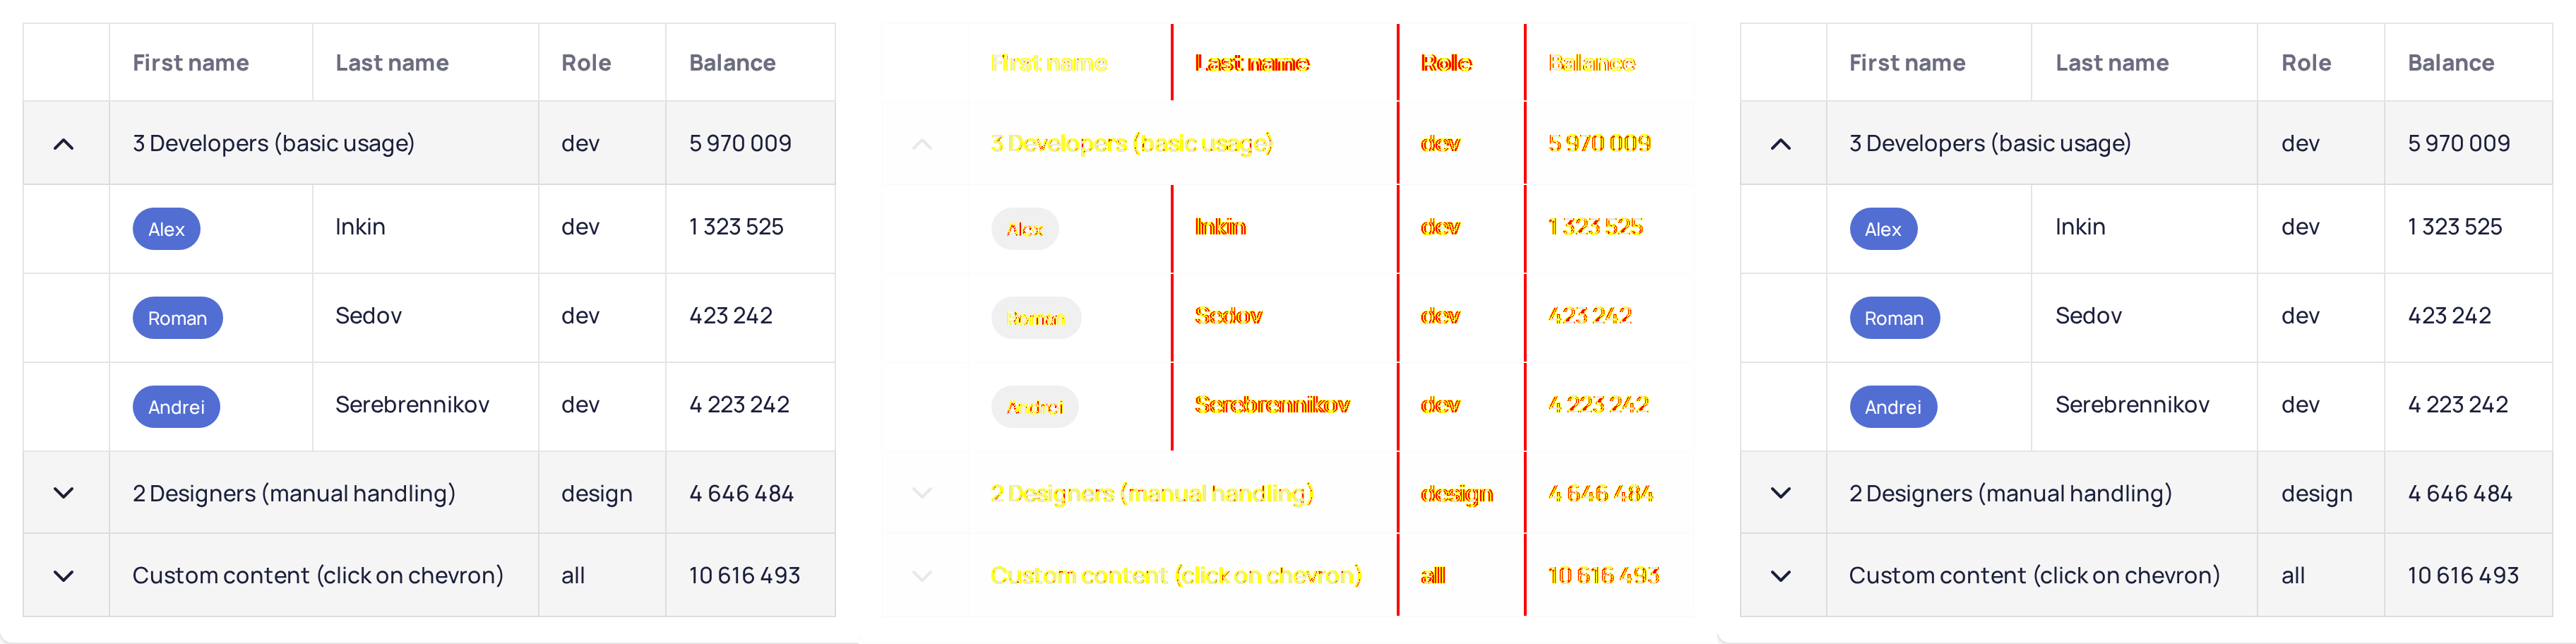 First name Last name Role Balance
3 Developers (basic usage) dev 5 970 009
Alex Inkin dev 1 323 525
Roman Sedov dev 423 242
Andrei Serebrennikov dev 4 223 242
2 Designers (manual handling) design 4 646 484
Custom content (click on chevron) all 10 616 493
First name Last name Role Balance
3 Developers (basic usage) dev 5 970 009
Alex Inkin dev 1 323 525
Roman Sedov dev 423 242
Andrei Serebrennikov dev 4 223 242
2 Designers (manual handling) design 4 646 484
Custom content (click on chevron) all 10 616 493
First name Last name Role Balance
3 Developers (basic usage) dev 5 970 009
Alex Inkin dev 1 323 525
Roman Sedov dev 423 242
Andrei Serebrennikov dev 4 223 242
2 Designers (manual handling) design 4 646 484
Custom content (click on chevron) all 10 616 493